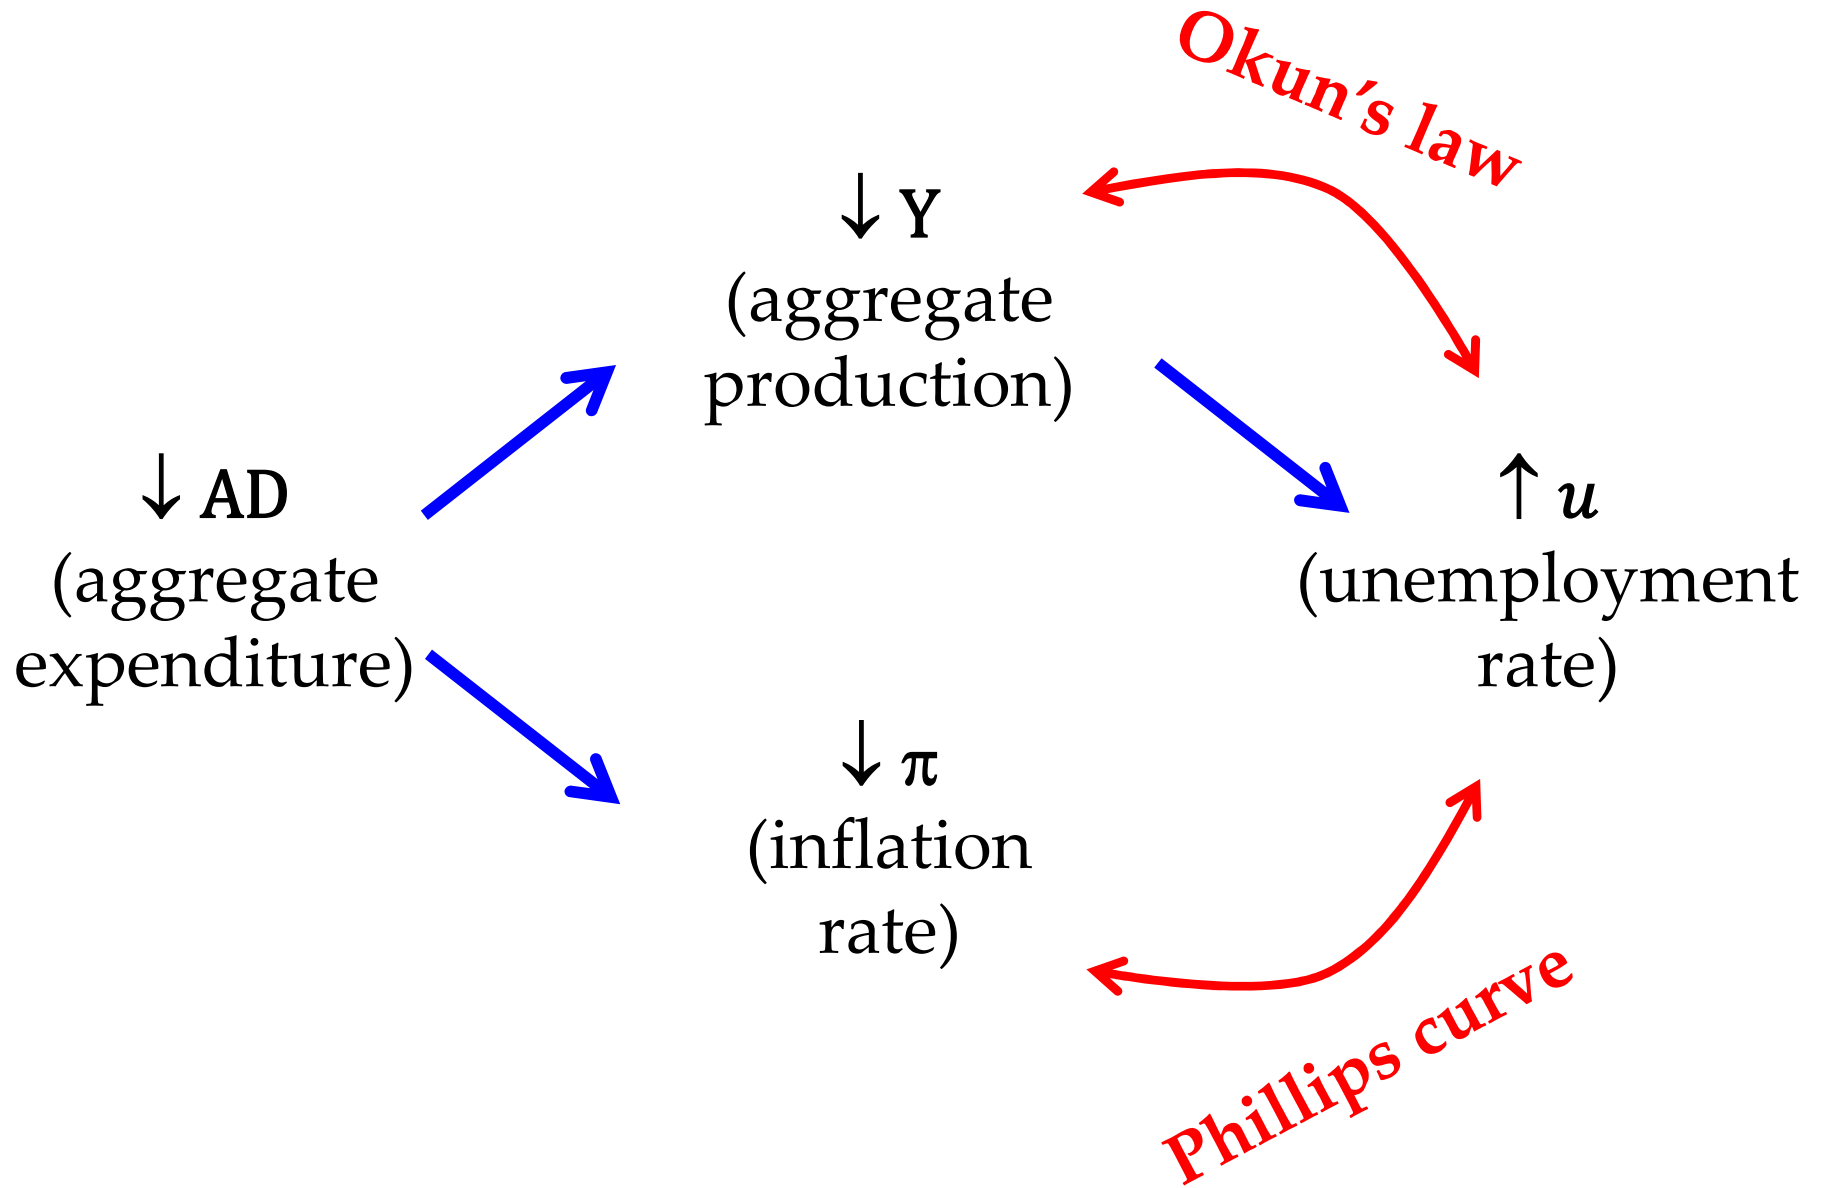 Okun’s law
↓ Y
(aggregate
production)
↓ AD
(aggregate
expenditure)
↑ u
(unemployment
rate)
↓ π
(inflation
rate)
Phillips curve